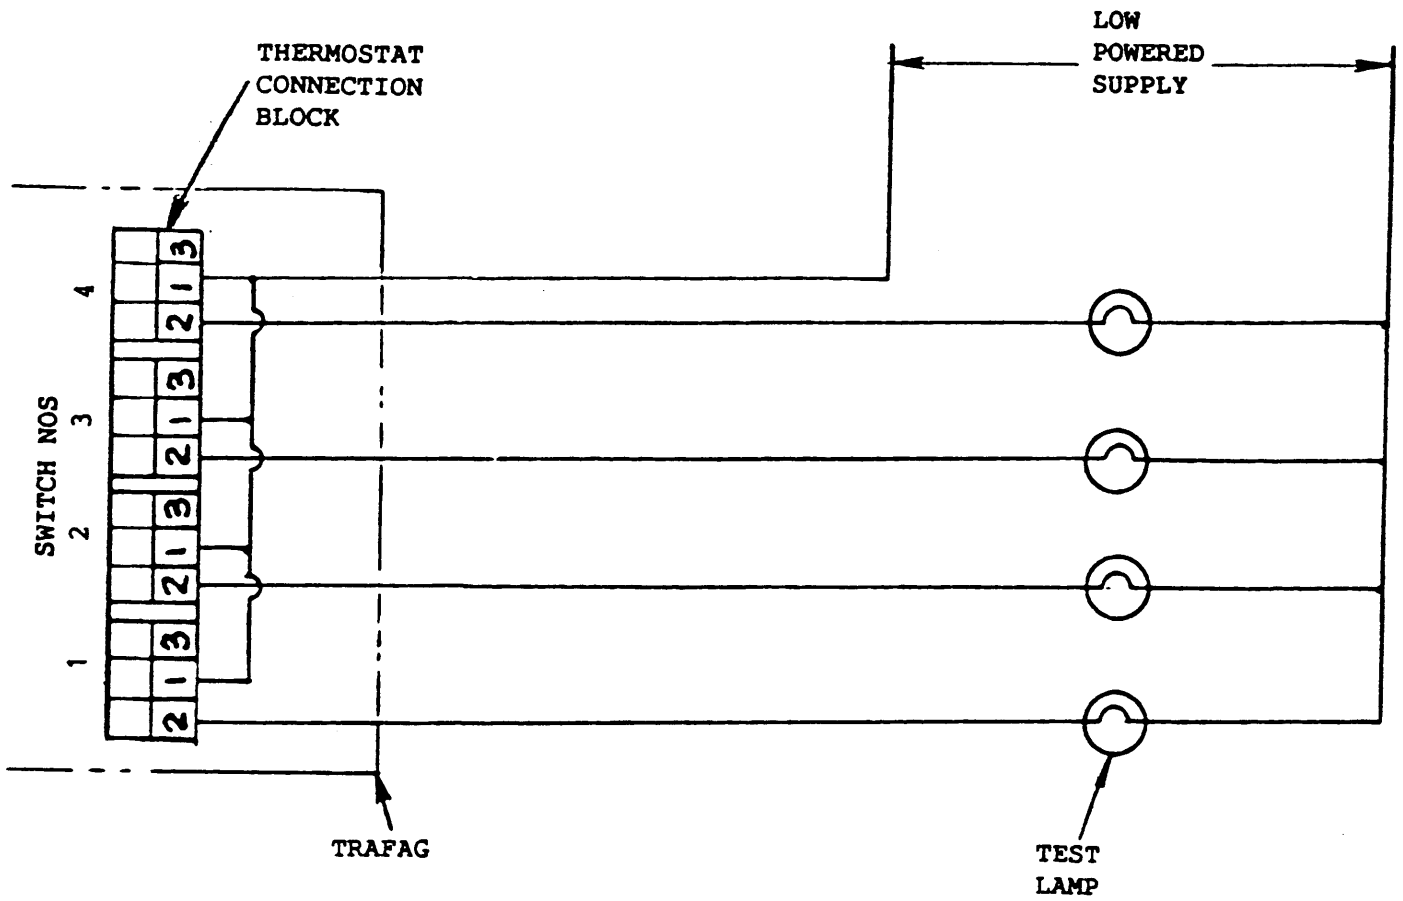 THERMOSTAT
CONNECTION
BLOCK
LOW
POWERED
SUPPLY
SWITCH NOS
4
3
1
2
3
3
1
2
2
3
1
2
1
3
1
2
TRAFAG
TEST
LAMP